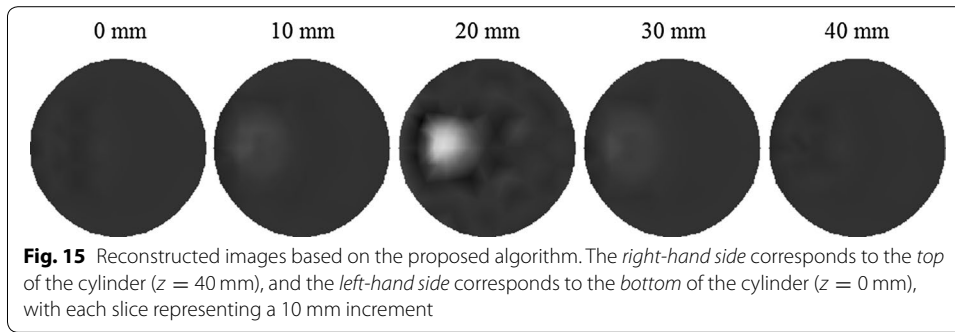 0 mm 10 mm 20 mm 30 mm 40 mm
Fig. 15 Reconstructed images based on the proposed algorithm. The right-hand side corresponds to the top
of the cylinder (z = 40 mm), and the left-hand side corresponds to the bottom of the cylinder (z = 0 mm),
with each slice representing a 10 mm increment